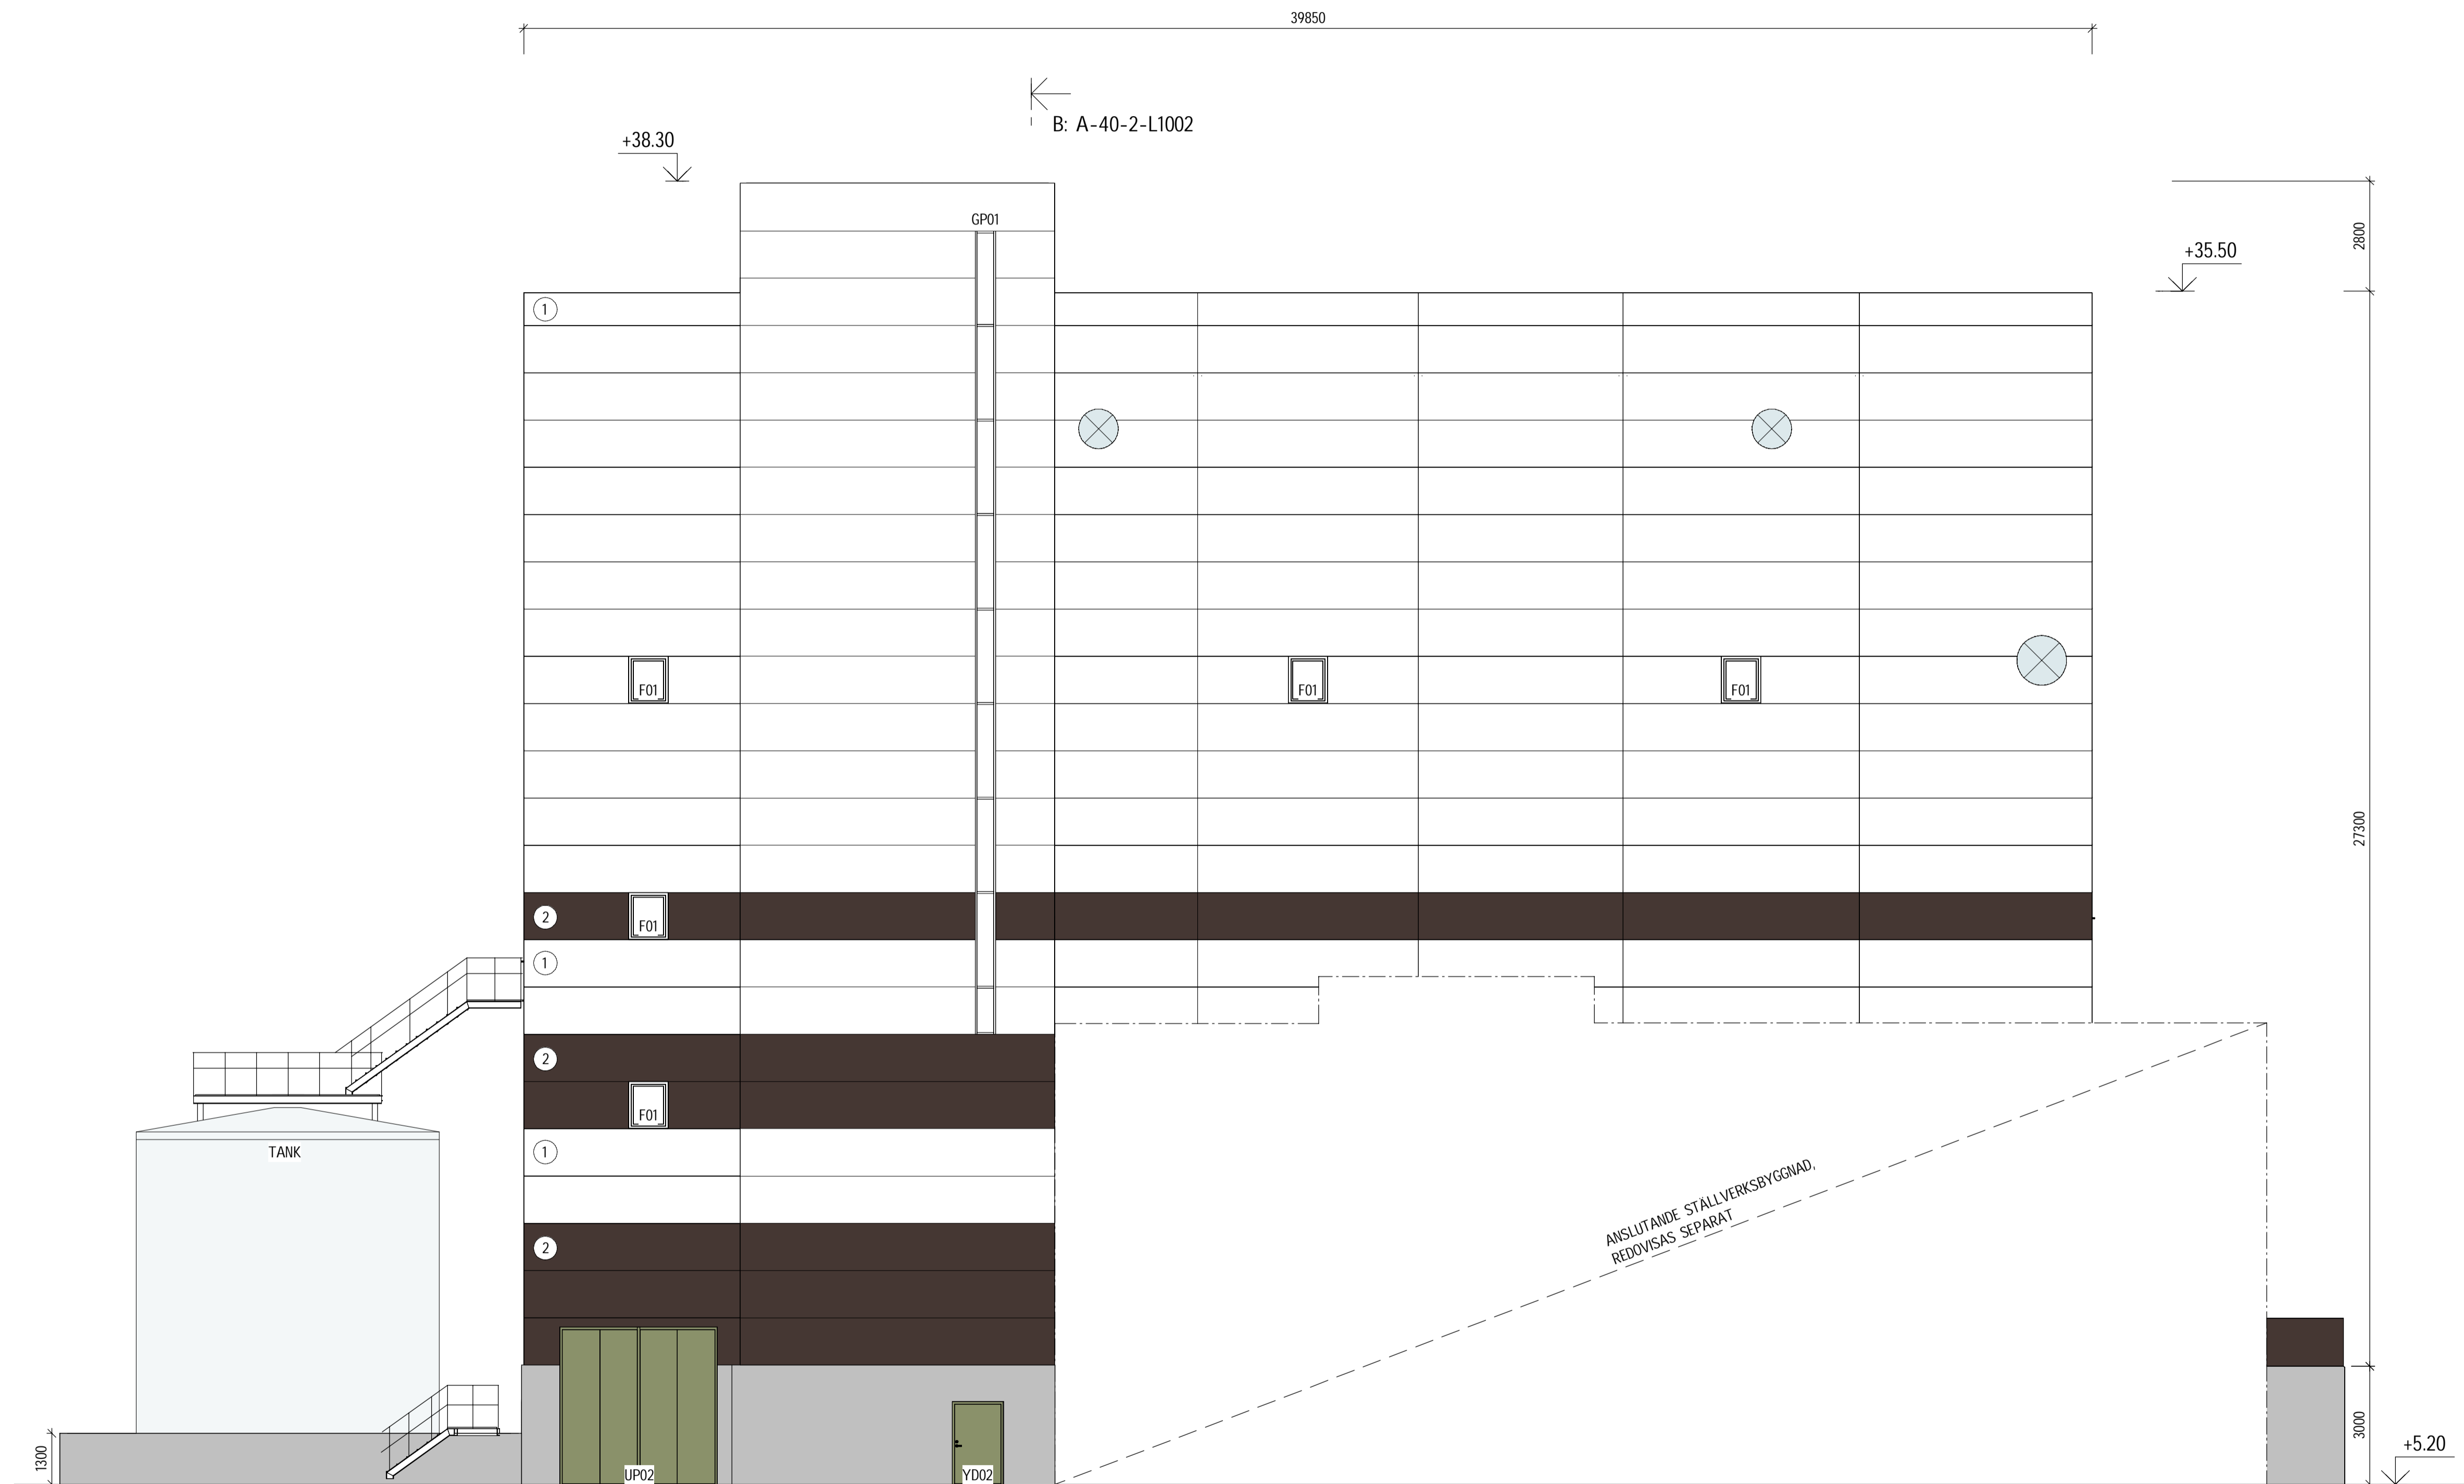 39850
B: A-40-2-L1002
+38.30
GP01
2800
+35.50
1
F01
F01
F01
27300
2
F01
1
2
F01
1
TANK
ANSLUTANDE STÄLLVERKSBYGGNAD,
REDOVISAS SEPARAT
2
1300
UP02
YD02
3000
+5.20